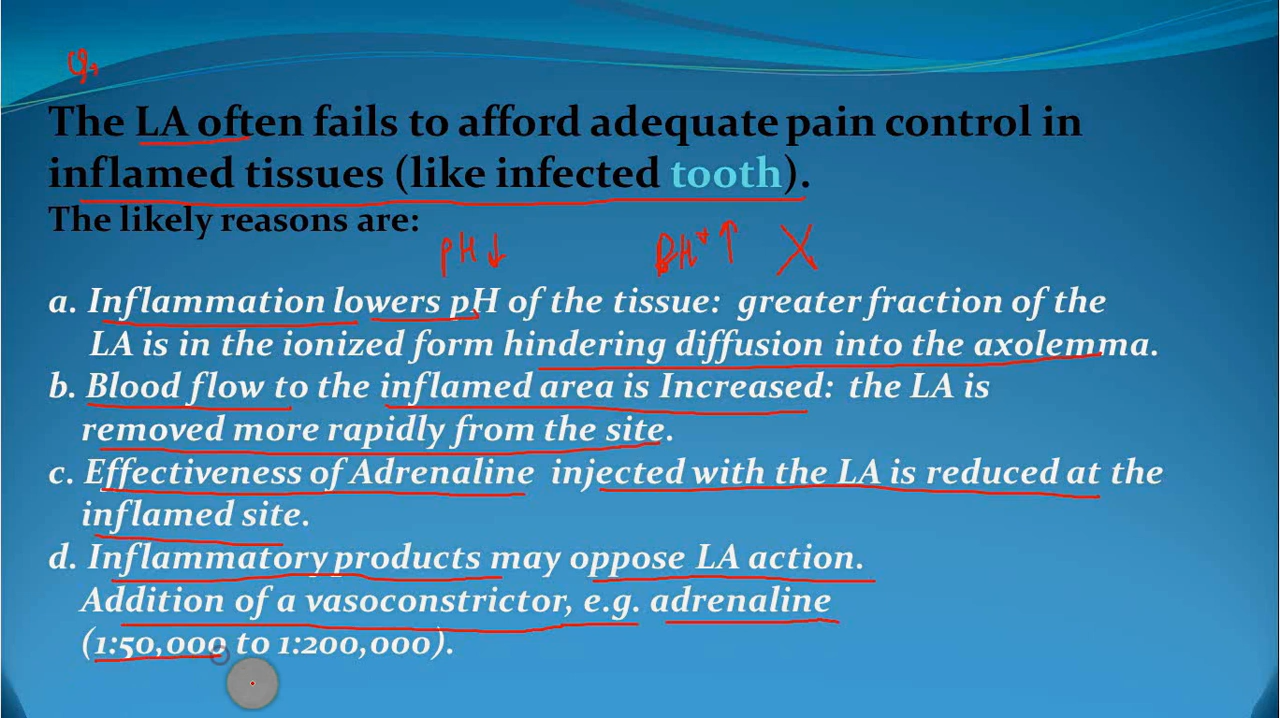 Q,
The LA often fails to afford adequate pain control in
inflamed tissues (like infected tooth).
The likely reasons are:
pH↓ BH⁺↑ X
a. Inflammation lowers pH of the tissue: greater fraction of the
LA is in the ionized form hindering diffusion into the axolemma.
b. Blood flow to the inflamed area is Increased: the LA is
removed more rapidly from the site.
c. Effectiveness of Adrenaline injected with the LA is reduced at the
inflamed site.
d. Inflammatory products may oppose LA action.
Addition of a vasoconstrictor, e.g. adrenaline
(1:50,000 to 1:200,000).